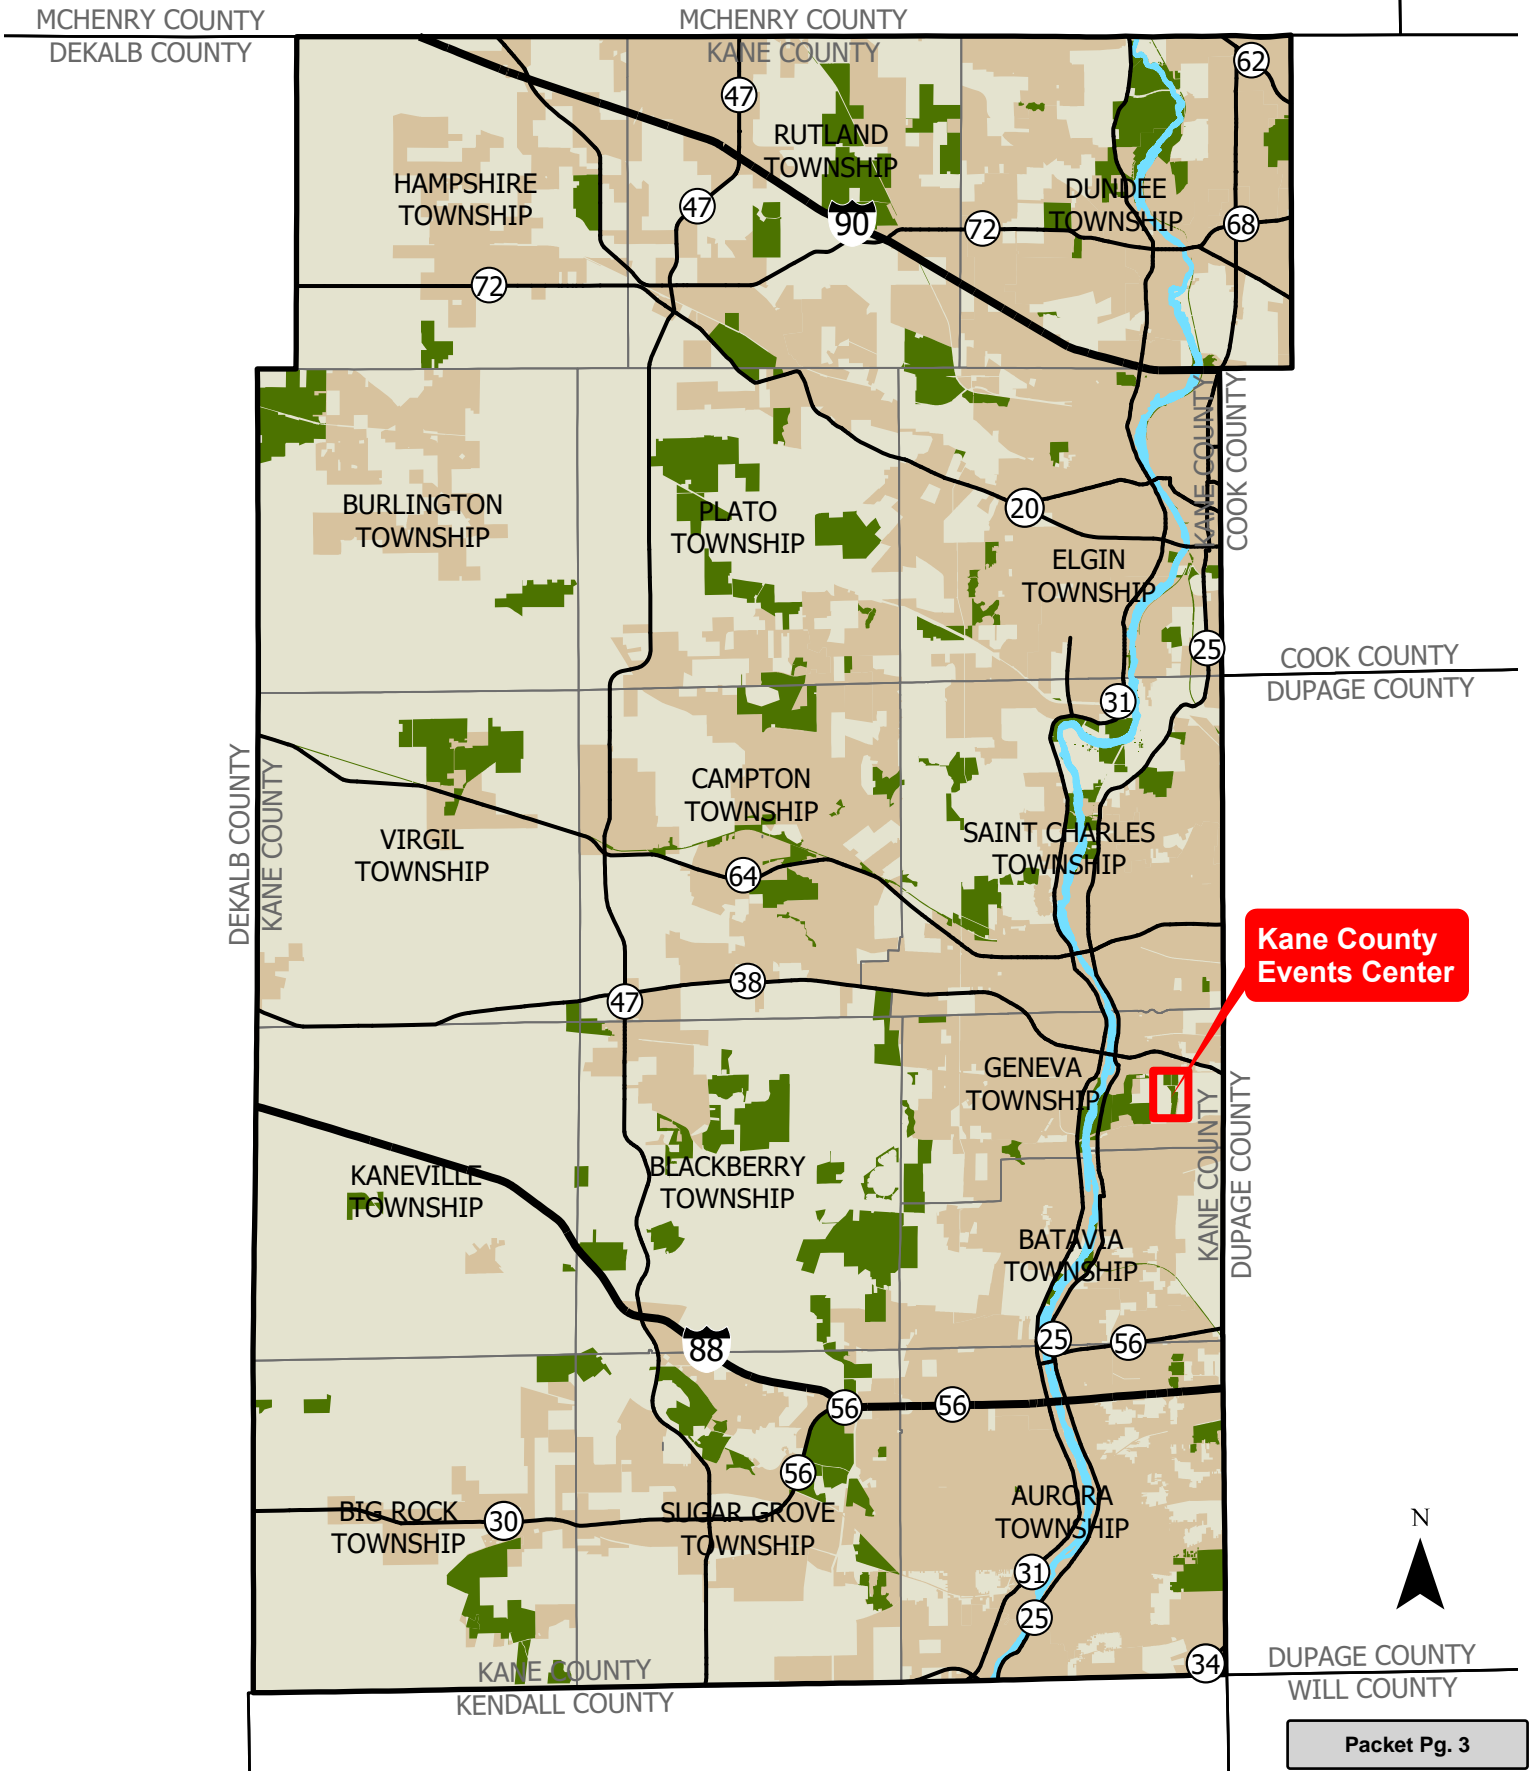 MCHENRY COUNTY
MCHENRY COUNTY
DEKALB COUNTY
KANE COUNTY
62
47
RUTLAND
TOWNSHIP
HAMPSHIRE
TOWNSHIP
DUNDEE
TOWNSHIP
47
90
72
68
72
KANE COUNTY
COOK COUNTY
BURLINGTON
TOWNSHIP
PLATO
TOWNSHIP
20
ELGIN
TOWNSHIP
25
COOK COUNTY
DUPAGE COUNTY
31
DEKALB COUNTY
KANE COUNTY
CAMPTON
TOWNSHIP
VIRGIL
TOWNSHIP
SAINT CHARLES
TOWNSHIP
64
Kane County
Events Center
38
47
GENEVA
TOWNSHIP
KANE COUNTY
DUPAGE COUNTY
KANEVILLE
TOWNSHIP
BLACKBERRY
TOWNSHIP
BATAVIA
TOWNSHIP
88
25
56
56
56
56
BIG ROCK
TOWNSHIP
30
SUGAR GROVE
TOWNSHIP
AURORA
TOWNSHIP
N
31
25
34
KANE COUNTY
KENDALL COUNTY
DUPAGE COUNTY
WILL COUNTY
Packet Pg. 3